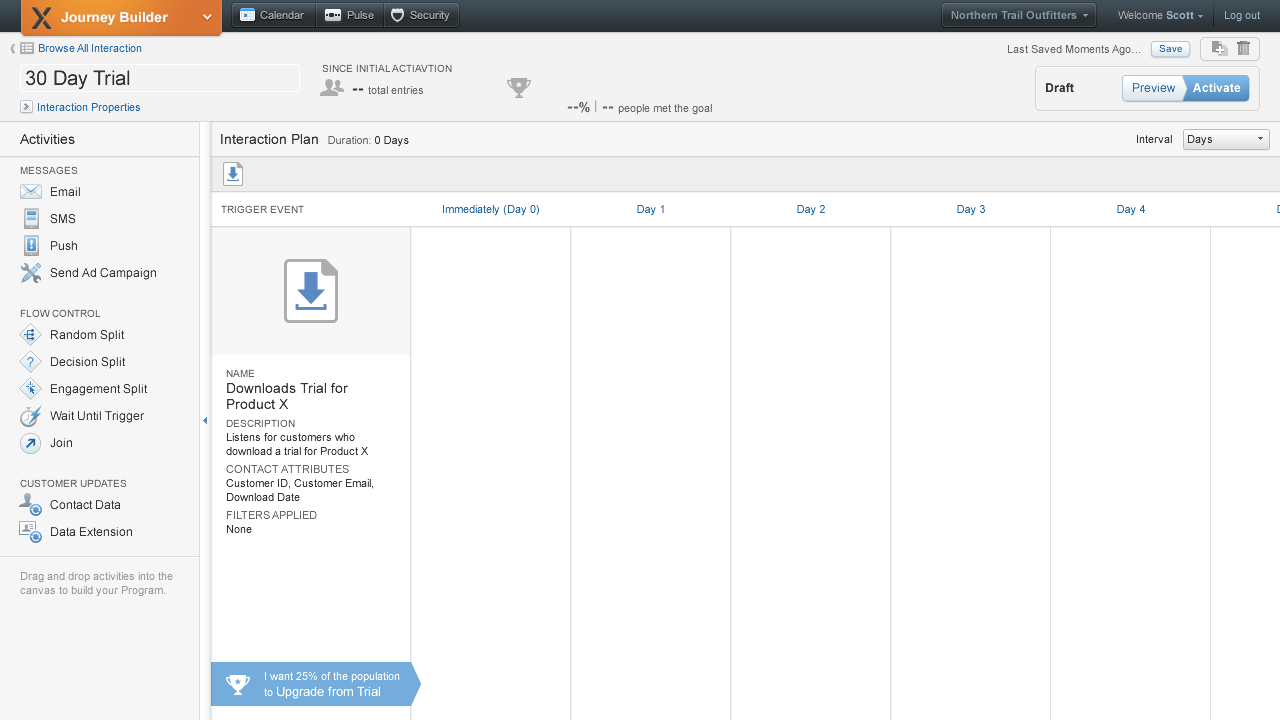 Journey Builder
Calendar
Pulse
Security
Northern Trail Outfitters
Welcome Scott
Log out
Browse All Interaction
Last Saved Moments Ago...
Save
30 Day Trial
SINCE INITIAL ACTIAVTION
-- total entries
--% | -- people met the goal
Draft
Preview
Activate
Interaction Properties
Activities
Interaction Plan
Duration: 0 Days
Interval
Days
MESSAGES
Email
SMS
Push
Send Ad Campaign
FLOW CONTROL
Random Split
Decision Split
Engagement Split
Wait Until Trigger
Join
CUSTOMER UPDATES
Contact Data
Data Extension
Drag and drop activities into the
canvas to build your Program.
TRIGGER EVENT
Immediately (Day 0)
Day 1
Day 2
Day 3
Day 4
NAME
Downloads Trial for
Product X
DESCRIPTION
Listens for customers who
download a trial for Product X
CONTACT ATTRIBUTES
Customer ID, Customer Email,
Download Date
FILTERS APPLIED
None
I want 25% of the population
to Upgrade from Trial